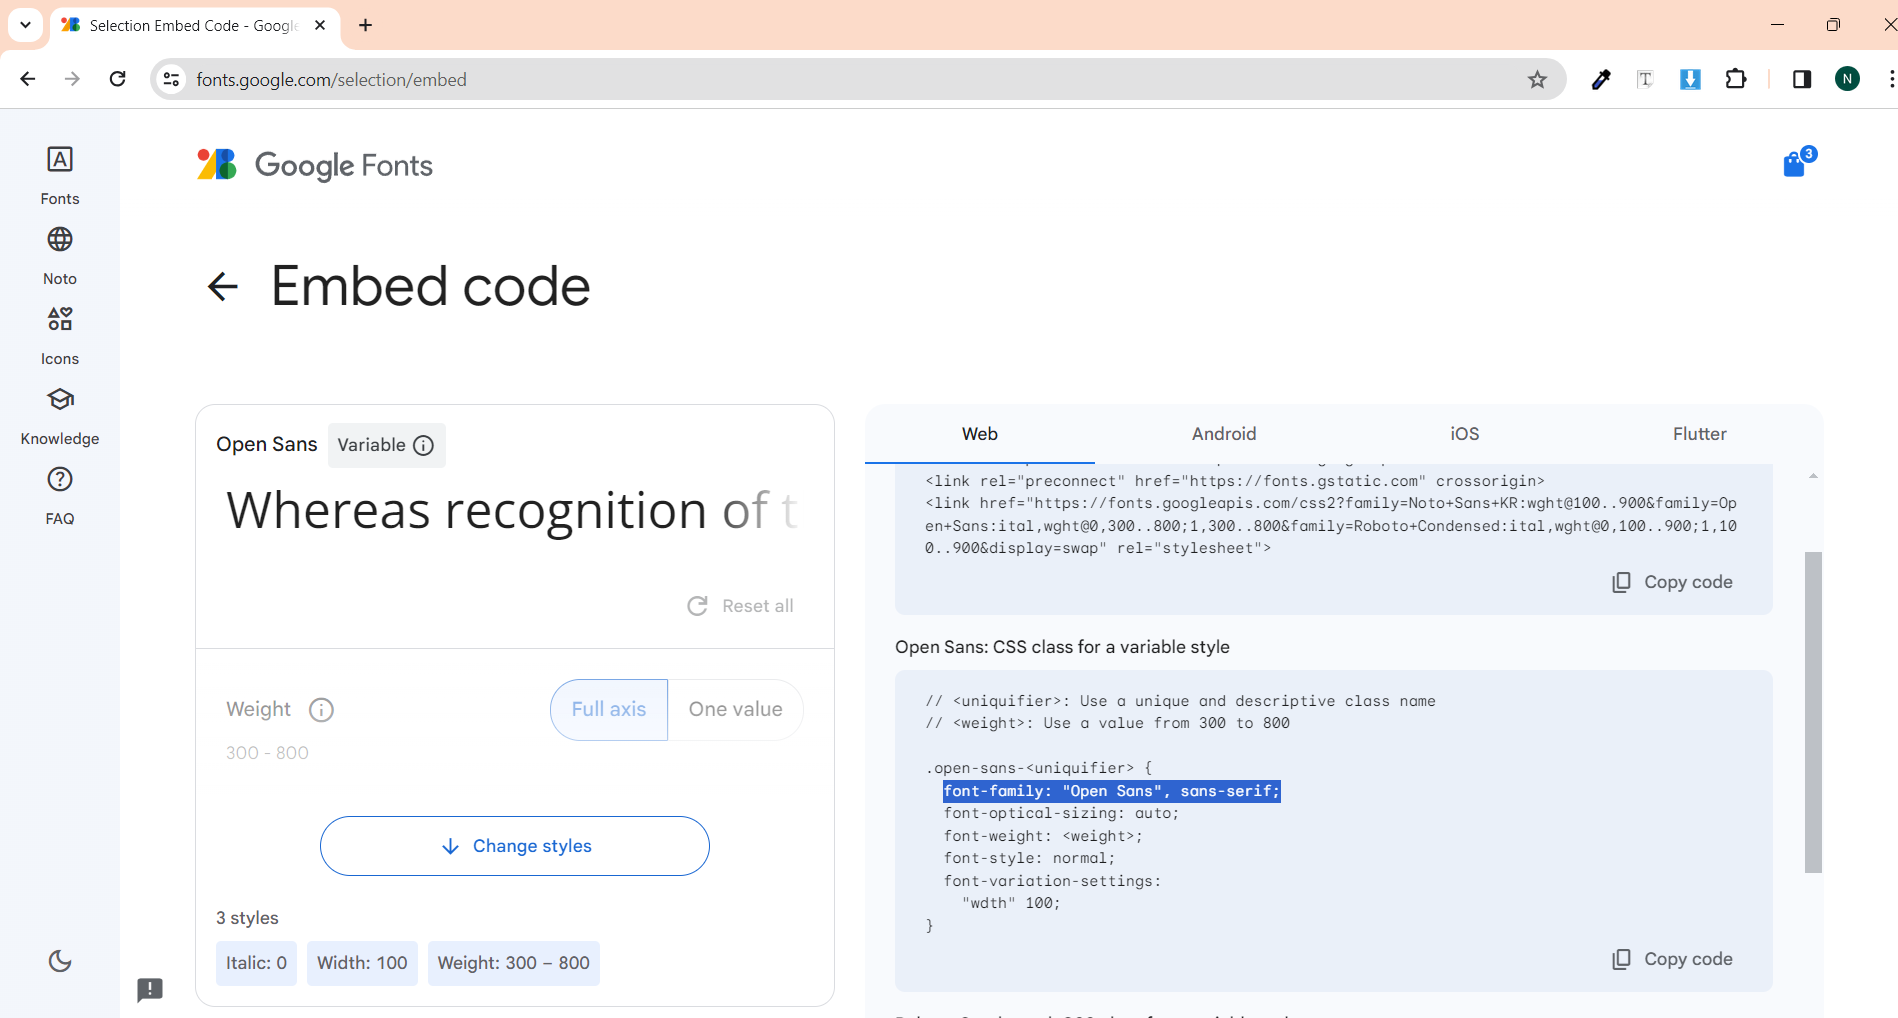 Selection Embed Code - Googl
fonts.google.com/selection/embed
T
N
A
Fonts
Noto
Icons
Knowledge
?
FAQ
Google Fonts
3
Embed code
Open Sans
Variable
Whereas recognition of t
Reset all
Weight
Full axis
One value
300 - 800
Change styles
3 styles
Italic: 0
Width: 100
Weight: 300 – 800
Web
Android
iOS
Flutter
<link rel="preconnect" href="https://fonts.gstatic.com" crossorigin>
<link href="https://fonts.googleapis.com/css2?family=Noto+Sans+KR:wght@100..900&family=Op
en+Sans:ital,wght@0,300..800;1,300..800&family=Roboto+Condensed:ital,wght@0,100..900;1,10
0..900&display=swap" rel="stylesheet">
Copy code
Open Sans: CSS class for a variable style
// <uniquifier>: Use a unique and descriptive class name
// <weight>: Use a value from 300 to 800
.open-sans-<uniquifier> {
font-family: "Open Sans", sans-serif;
font-optical-sizing: auto;
font-weight: <weight>;
font-style: normal;
font-variation-settings:
"wdth" 100;
}
Copy code